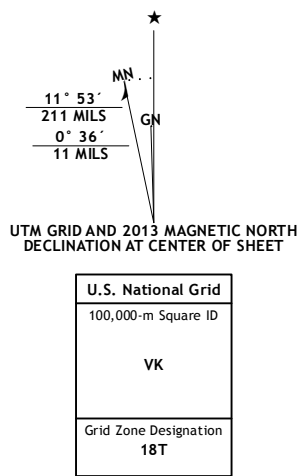 ★
MN
GN
11° 53´
211 MILS
0° 36´
11 MILS
UTM GRID AND 2013 MAGNETIC NORTH
DECLINATION AT CENTER OF SHEET
U.S. National Grid
100,000-m Square ID
VK
Grid Zone Designation
18T